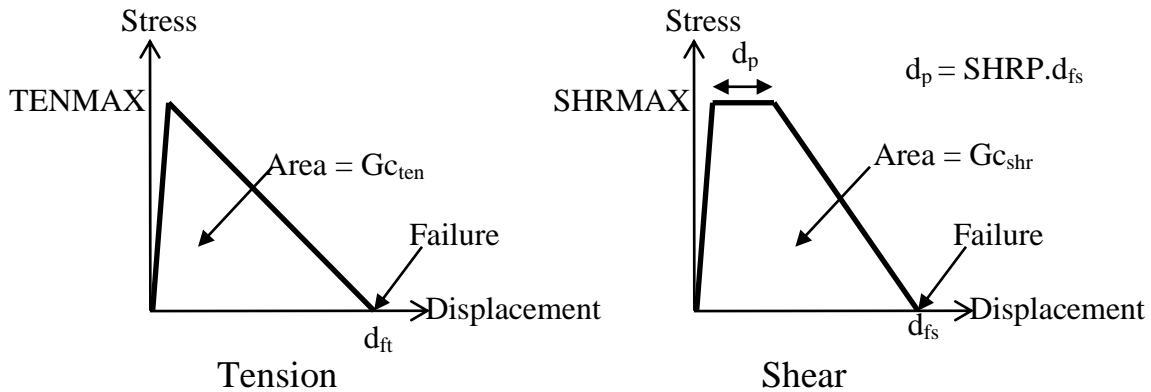 Stress
TENMAX
Area = Gc_ten
Failure
Displacement
d_ft
Tension
Stress
d_p
d_p = SHRP.d_fs
SHRMAX
Area = Gc_shr
Failure
Displacement
d_fs
Shear